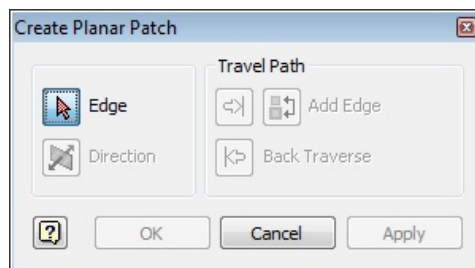 Create Planar Patch
Travel Path
Edge
Add Edge
Direction
Back Traverse
OK
Cancel
Apply